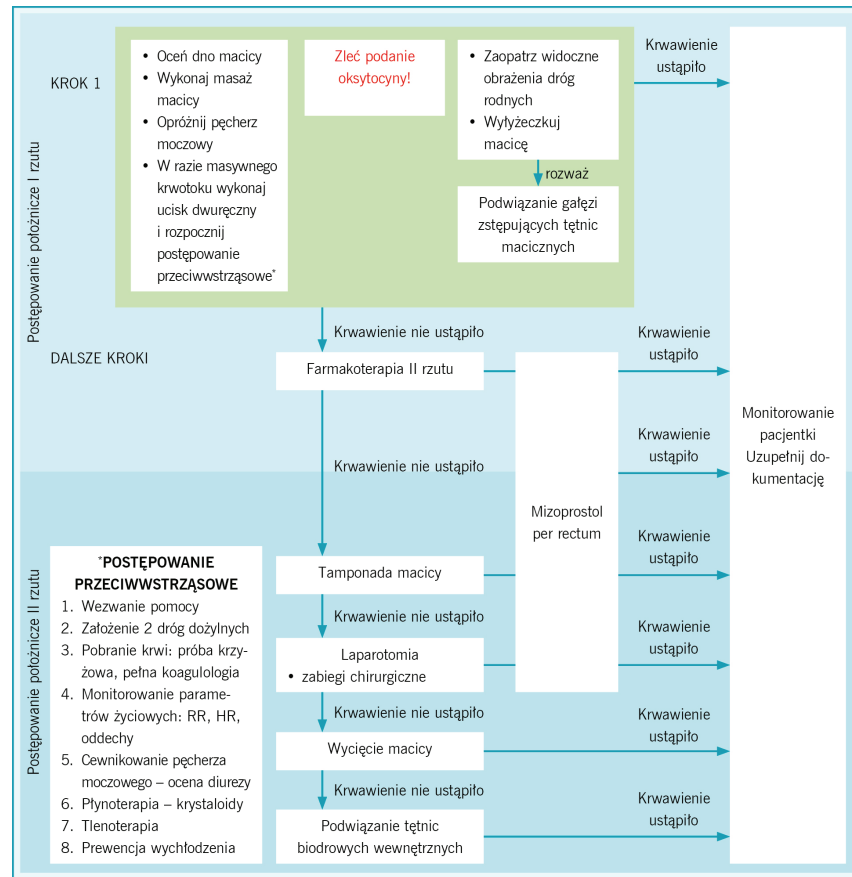 Postępowanie położnicze I rzutu
KROK 1
• Oceń dno macicy
• Wykonaj masaż
macicy
• Opróżnij pęcherz
moczowy
• W razie masywnego
krwotoku wykonaj
ucisk dwuręczny
i rozpocznij
postępowanie
przeciwwstrząsowe*
Zleć podanie
oksytocyny!
• Zaopatrz widoczne
obrażenia dróg
rodnych
• Wyłyżeczkuj
macicę
rozważ
Podwiązanie gałęzi
zstępujących tętnic
macicznych
Krwawienie
ustąpiło
Krwawienie nie ustąpiło
DALSZE KROKI
Farmakoterapia II rzutu
Krwawienie
ustąpiło
Krwawienie nie ustąpiło
Krwawienie
ustąpiło
Mizoprostol
per rectum
Monitorowanie
pacjentki
Uzupełnij do-
kumentację
Postępowanie położnicze II rzutu
*POSTĘPOWANIE
PRZECIWWSTRZĄSOWE
1. Wezwanie pomocy
2. Założenie 2 dróg dożylnych
3. Pobranie krwi: próba krzy-
żowa, pełna koagulologia
4. Monitorowanie parame-
trów życiowych: RR, HR,
oddechy
5. Cewnikowanie pęcherza
moczowego – ocena diurezy
6. Płynoterapia – krystaloidy
7. Tlenoterapia
8. Prewencja wychłodzenia
Tamponada macicy
Krwawienie
ustąpiło
Krwawienie nie ustąpiło
Laparotomia
• zabiegi chirurgiczne
Krwawienie
ustąpiło
Krwawienie nie ustąpiło
Wycięcie macicy
Krwawienie
ustąpiło
Krwawienie nie ustąpiło
Podwiązanie tętnic
biodrowych wewnętrznych
Krwawienie
ustąpiło